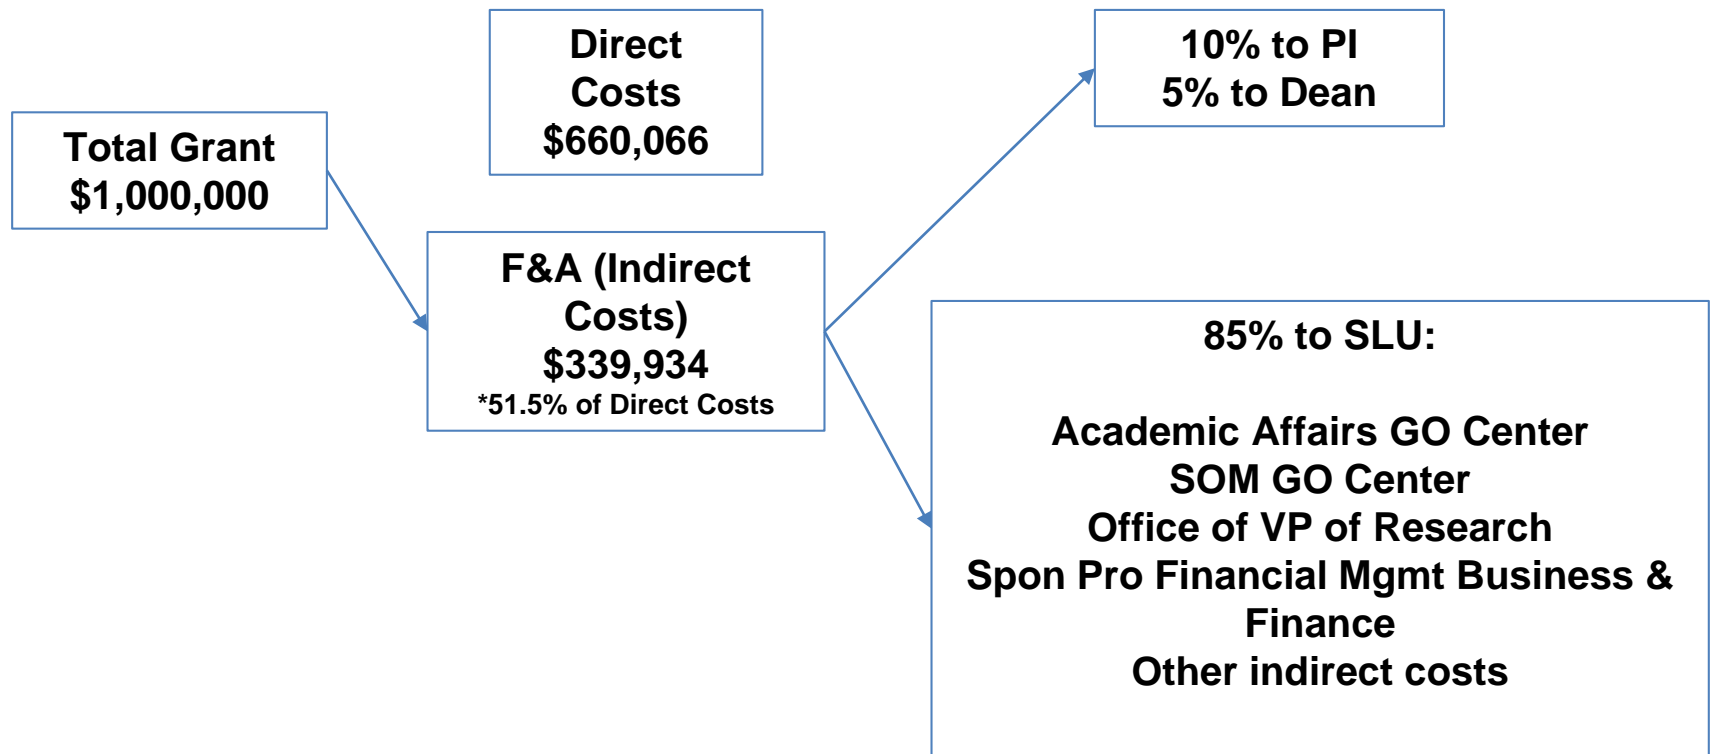 Total Grant
$1,000,000
Direct
Costs
$660,066
F&A (Indirect
Costs)
$339,934
*51.5% of Direct Costs
10% to PI
5% to Dean
85% to SLU:
Academic Affairs GO Center
SOM GO Center
Office of VP of Research
Spon Pro Financial Mgmt Business &
Finance
Other indirect costs